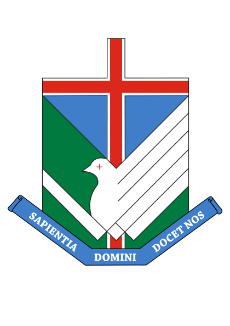 SAPIENTIA DOMINI DOCET NOS